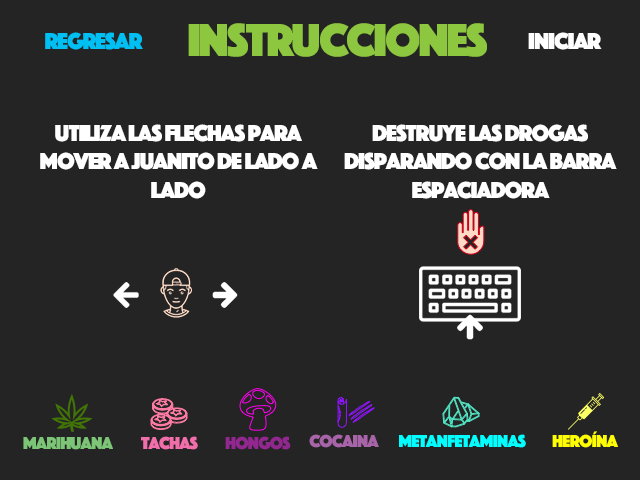 REGRESAR
INSTRUCCIONES
INICIAR
UTILIZA LAS FLECHAS PARA
MOVER A JUANITO DE LADO A
LADO
DESTRUYE LAS DROGAS
DISPARANDO CON LA BARRA
ESPACIADORA
MARIHUANA
TACHAS
HONGOS
COCAINA
METANFETAMINAS
HEROÍNA